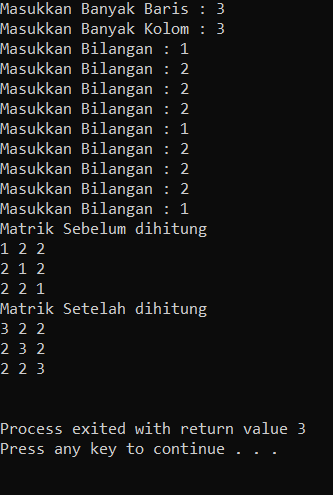 Masukkan Banyak Baris : 3
Masukkan Banyak Kolom : 3
Masukkan Bilangan : 1
Masukkan Bilangan : 2
Masukkan Bilangan : 2
Masukkan Bilangan : 2
Masukkan Bilangan : 1
Masukkan Bilangan : 2
Masukkan Bilangan : 2
Masukkan Bilangan : 2
Masukkan Bilangan : 1
Matrik Sebelum dihitung
1 2 2
2 1 2
2 2 1
Matrik Setelah dihitung
3 2 2
2 3 2
2 2 3
Process exited with return value 3
Press any key to continue . . .